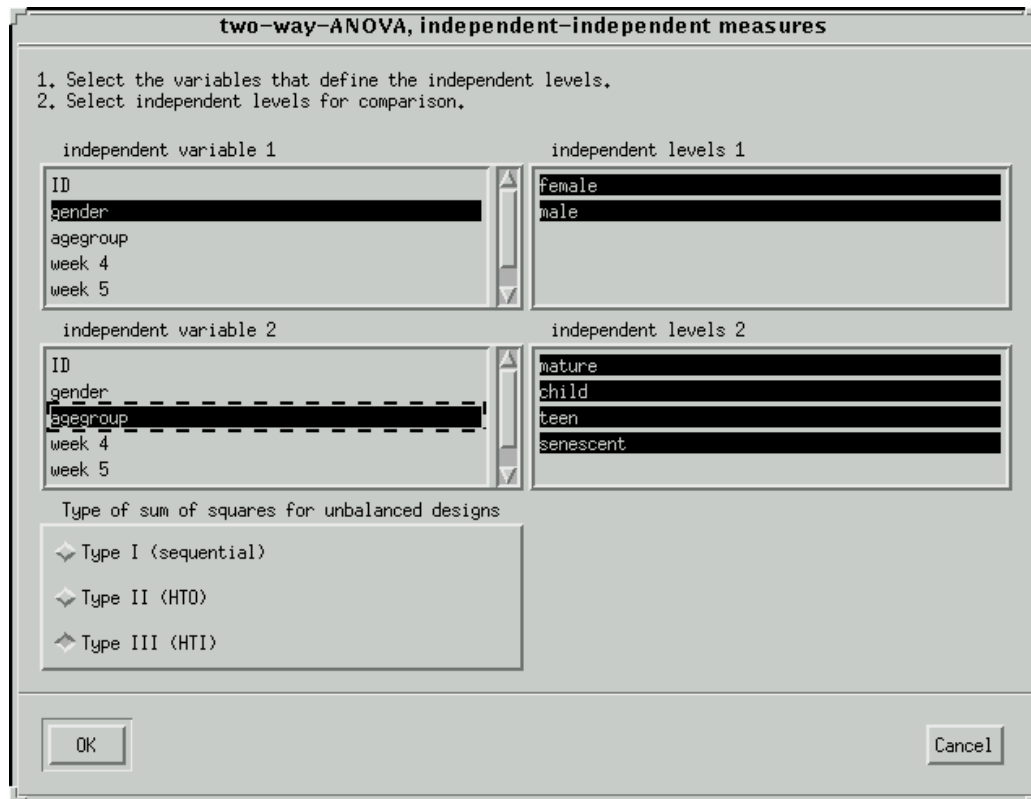 two-way-ANOVA, independent-independent measures
1. Select the variables that define the independent levels.
2. Select independent levels for comparison.
independent variable 1
ID
gender
agegroup
week 4
week 5
independent levels 1
female
male
independent variable 2
ID
gender
agegroup
week 4
week 5
independent levels 2
mature
child
teen
senescent
Type of sum of squares for unbalanced designs
Type I (sequential)
Type II (HTO)
Type III (HTI)
OK
Cancel